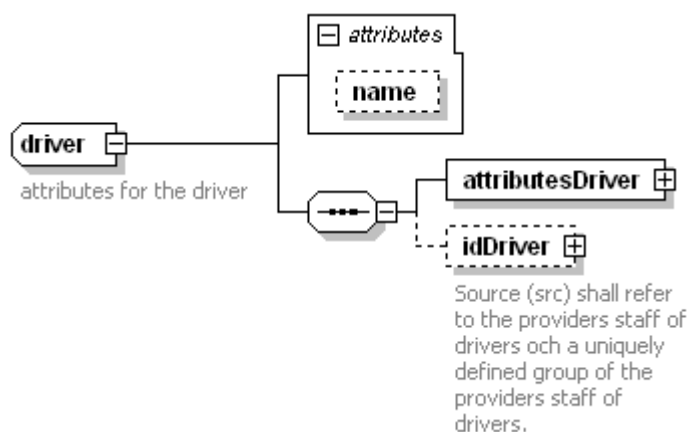 attributes
name
driver
attributes for the driver
attributesDriver
idDriver
Source (src) shall refer
to the providers staff of
drivers och a uniquely
defined group of the
providers staff of
drivers.